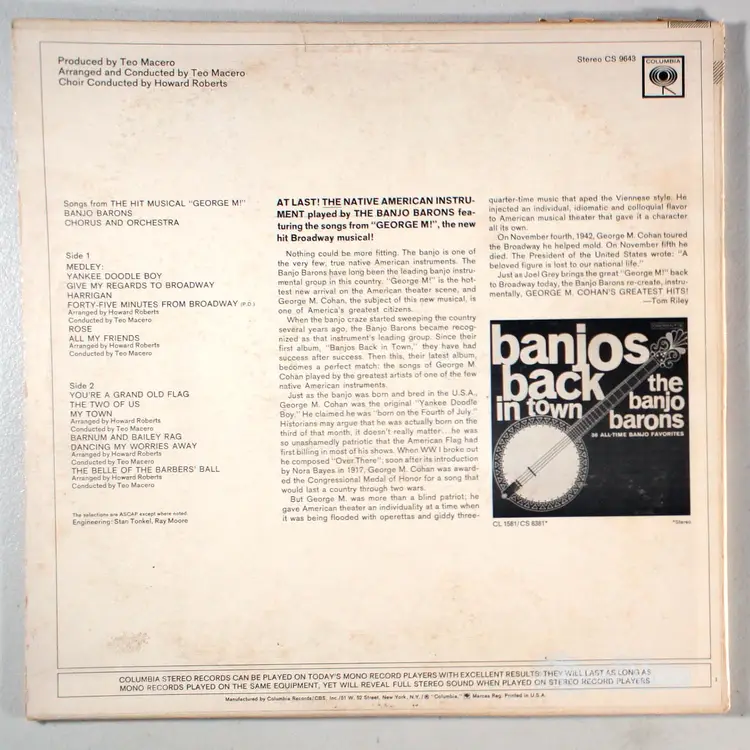 Produced by Teo Macero
Arranged and Conducted by Teo Macero
Choir Conducted by Howard Roberts
Stereo CS 9643
COLUMBIA
Songs from THE HIT MUSICAL "GEORGE M!"
BANJO BARONS
CHORUS AND ORCHESTRA
Side 1
MEDLEY:
YANKEE DOODLE BOY
GIVE MY REGARDS TO BROADWAY
HARRIGAN
FORTY-FIVE MINUTES FROM BROADWAY (P.D.)
Arranged by Howard Roberts
Conducted by Teo Macero
ROSE
ALL MY FRIENDS
Arranged by Howard Roberts
Conducted by Teo Macero
Side 2
YOU'RE A GRAND OLD FLAG
THE TWO OF US
MY TOWN
Arranged by Howard Roberts
Conducted by Teo Macero
BARNUM AND BAILEY RAG
DANCING MY WORRIES AWAY
Arranged by Howard Roberts
Conducted by Teo Macero
THE BELLE OF THE BARBERS' BALL
Arranged by Howard Roberts
Conducted by Teo Macero
The selections are ASCAP except where noted.
Engineering: Stan Tonkel, Ray Moore
AT LAST! THE NATIVE AMERICAN INSTRU-
MENT played by THE BANJO BARONS fea-
turing the songs from "GEORGE M!", the new
hit Broadway musical!
Nothing could be more fitting. The banjo is one of
the very few, true native American instruments. The
Banjo Barons have long been the leading banjo instru-
mental group in this country. "George M!" is the hot-
test new arrival on the American theater scene, and
George M. Cohan, the subject of this new musical, is
one of America's greatest citizens.
When the banjo craze started sweeping the country
several years ago, the Banjo Barons became recog-
nized as that instrument's leading group. Since their
first album, "Banjos Back in Town," they have had
success after success. Then this, their latest album,
becomes a perfect match: the songs of George M.
Cohan played by the greatest artists of one of the few
native American instruments.
Just as the banjo was born and bred in the U.S.A.,
George M. Cohan was the original "Yankee Doodle
Boy." He claimed he was "born on the Fourth of July."
Historians may argue that he was actually born on the
third of that month, it doesn't really matter...he was
so unashamedly patriotic that the American Flag had
first billing in most of his shows. When WW.I broke out
he composed "Over There"; soon after its introduction
by Nora Bayes in 1917, George M. Cohan was award-
ed the Congressional Medal of Honor for a song that
would last a country through two wars.
But George M. was more than a blind patriot; he
gave American theater an individuality at a time when
it was being flooded with operettas and giddy three-
quarter-time music that aped the Viennese style. He
injected an individual, idiomatic and colloquial flavor
to American musical theater that gave it a character
all its own.
On November fourth, 1942, George M. Cohan toured
the Broadway he helped mold. On November fifth he
died. The President of the United States wrote: "A
beloved figure is lost to our national life."
Just as Joel Grey brings the great "George M!" back
to Broadway today, the Banjo Barons re-create, instru-
mentally, GEORGE M. COHAN'S GREATEST HITS!
—Tom Riley
banjos
back
in town
the
banjo
barons
36 ALL-TIME BANJO FAVORITES
CL 1581/CS 8381*
*Stereo
COLUMBIA STEREO RECORDS CAN BE PLAYED ON TODAY'S MONO RECORD PLAYERS WITH EXCELLENT RESULTS. THEY WILL LAST AS LONG AS
MONO RECORDS PLAYED ON THE SAME EQUIPMENT, YET WILL REVEAL FULL STEREO SOUND WHEN PLAYED ON STEREO RECORD PLAYERS
Manufactured by Columbia Records/CBS, Inc./51 W. 52 Street, New York, N.Y./® "Columbia," Marcas Reg. Printed in U.S.A.